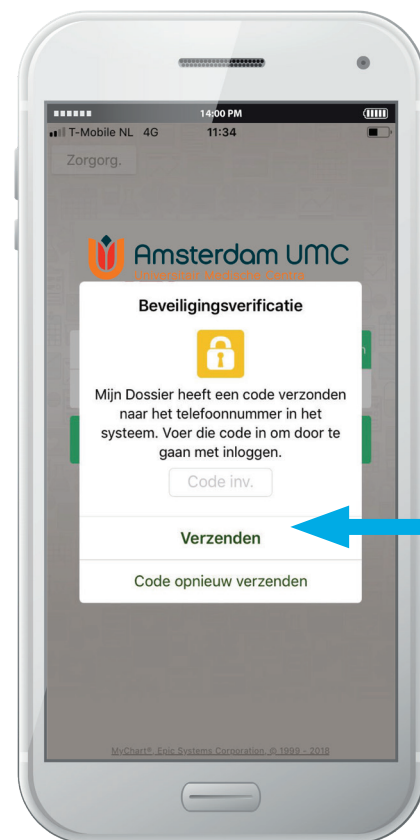 14:00 PM
T-Mobile NL 4G 11:34
Zorgorg.
Amsterdam UMC
Beveiligingsverificatie
Mijn Dossier heeft een code verzonden
naar het telefoonnummer in het
systeem. Voer die code in om door te
gaan met inloggen.
Code inv.
Verzenden
Code opnieuw verzenden
MyChart®, Epic Systems Corporation, © 1999 - 2018